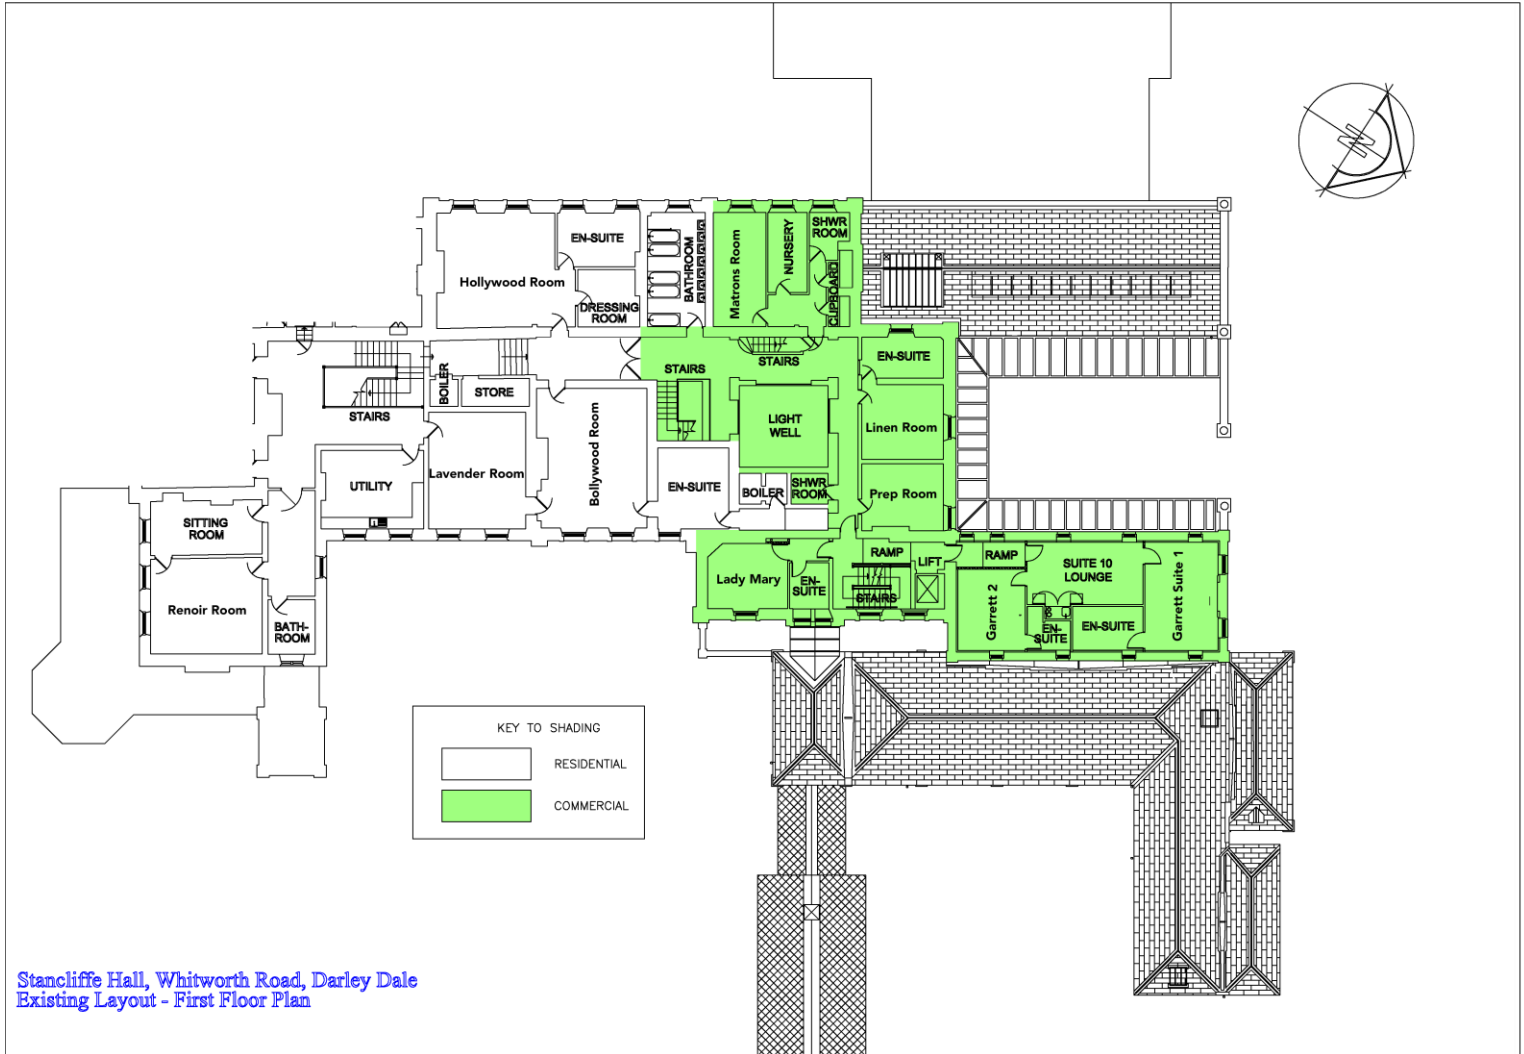 N
SHWR
ROOM
EN-SUITE
NURSERY
Matrons Room
BATHROOM
Hollywood Room
CUPBOARD
DRESSING
ROOM
EN-SUITE
STAIRS
STAIRS
BOILER
STORE
STAIRS
LIGHT
WELL
Linen Room
Bollywood Room
Lavender Room
UTILITY
EN-SUITE
BOILER
SHWR
ROOM
Prep Room
SITTING
ROOM
RAMP
LIFT
RAMP
SUITE 10
LOUNGE
Garrett Suite 1
Lady Mary
EN-
SUITE
STAIRS
Garrett 2
Renoir Room
BATH-
ROOM
EN-
SUITE
EN-SUITE
KEY TO SHADING
RESIDENTIAL
COMMERCIAL
Stancliffe Hall, Whitworth Road, Darley Dale
Existing Layout - First Floor Plan